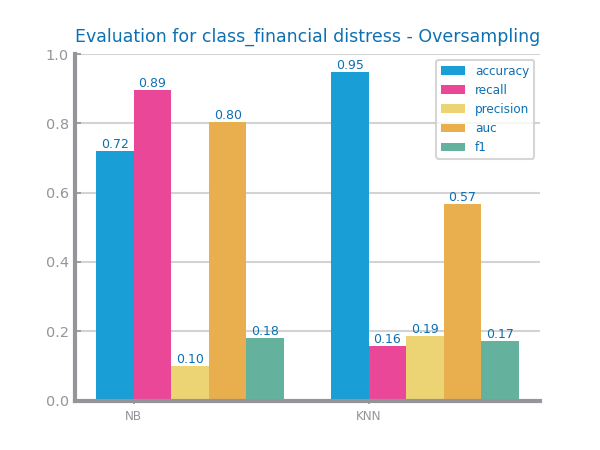 Evaluation for class_financial distress - Oversampling
1.0
0.8
0.6
0.4
0.2
0.0
0.72
0.89
0.10
0.80
0.18
0.95
0.16
0.19
0.57
0.17
accuracy
recall
precision
auc
f1
NB
KNN